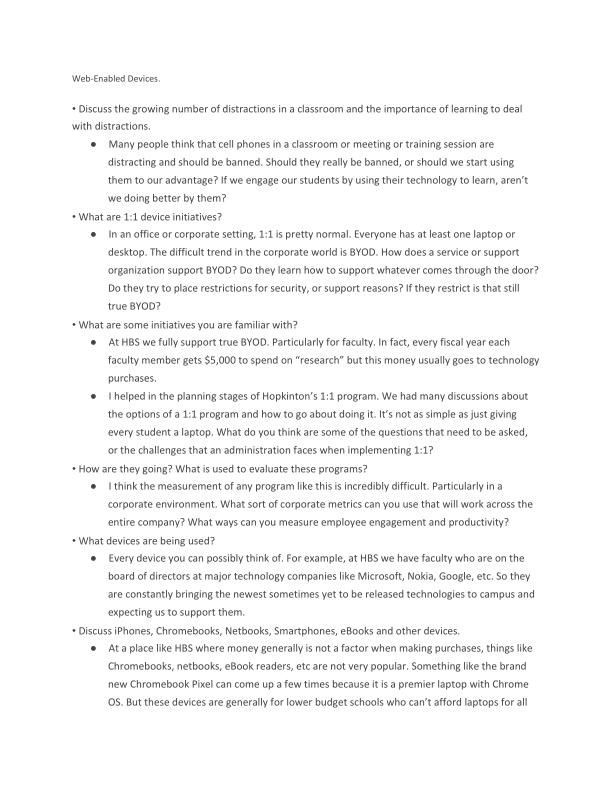 Web-Enabled Devices.
• Discuss the growing number of distractions in a classroom and the importance of learning to deal
with distractions.
● Many people think that cell phones in a classroom or meeting or training session are
distracting and should be banned. Should they really be banned, or should we start using
them to our advantage? If we engage our students by using their technology to learn, aren't
we doing better by them?
• What are 1:1 device initiatives?
● In an office or corporate setting, 1:1 is pretty normal. Everyone has at least one laptop or
desktop. The difficult trend in the corporate world is BYOD. How does a service or support
organization support BYOD? Do they learn how to support whatever comes through the door?
Do they try to place restrictions for security, or support reasons? If they restrict is that still
true BYOD?
• What are some initiatives you are familiar with?
● At HBS we fully support true BYOD. Particularly for faculty. In fact, every fiscal year each
faculty member gets $5,000 to spend on "research" but this money usually goes to technology
purchases.
● I helped in the planning stages of Hopkinton's 1:1 program. We had many discussions about
the options of a 1:1 program and how to go about doing it. It's not as simple as just giving
every student a laptop. What do you think are some of the questions that need to be asked,
or the challenges that an administration faces when implementing 1:1?
• How are they going? What is used to evaluate these programs?
● I think the measurement of any program like this is incredibly difficult. Particularly in a
corporate environment. What sort of corporate metrics can you use that will work across the
entire company? What ways can you measure employee engagement and productivity?
• What devices are being used?
● Every device you can possibly think of. For example, at HBS we have faculty who are on the
board of directors at major technology companies like Microsoft, Nokia, Google, etc. So they
are constantly bringing the newest sometimes yet to be released technologies to campus and
expecting us to support them.
• Discuss iPhones, Chromebooks, Netbooks, Smartphones, eBooks and other devices.
● At a place like HBS where money generally is not a factor when making purchases, things like
Chromebooks, netbooks, eBook readers, etc are not very popular. Something like the brand
new Chromebook Pixel can come up a few times because it is a premier laptop with Chrome
OS. But these devices are generally for lower budget schools who can't afford laptops for all